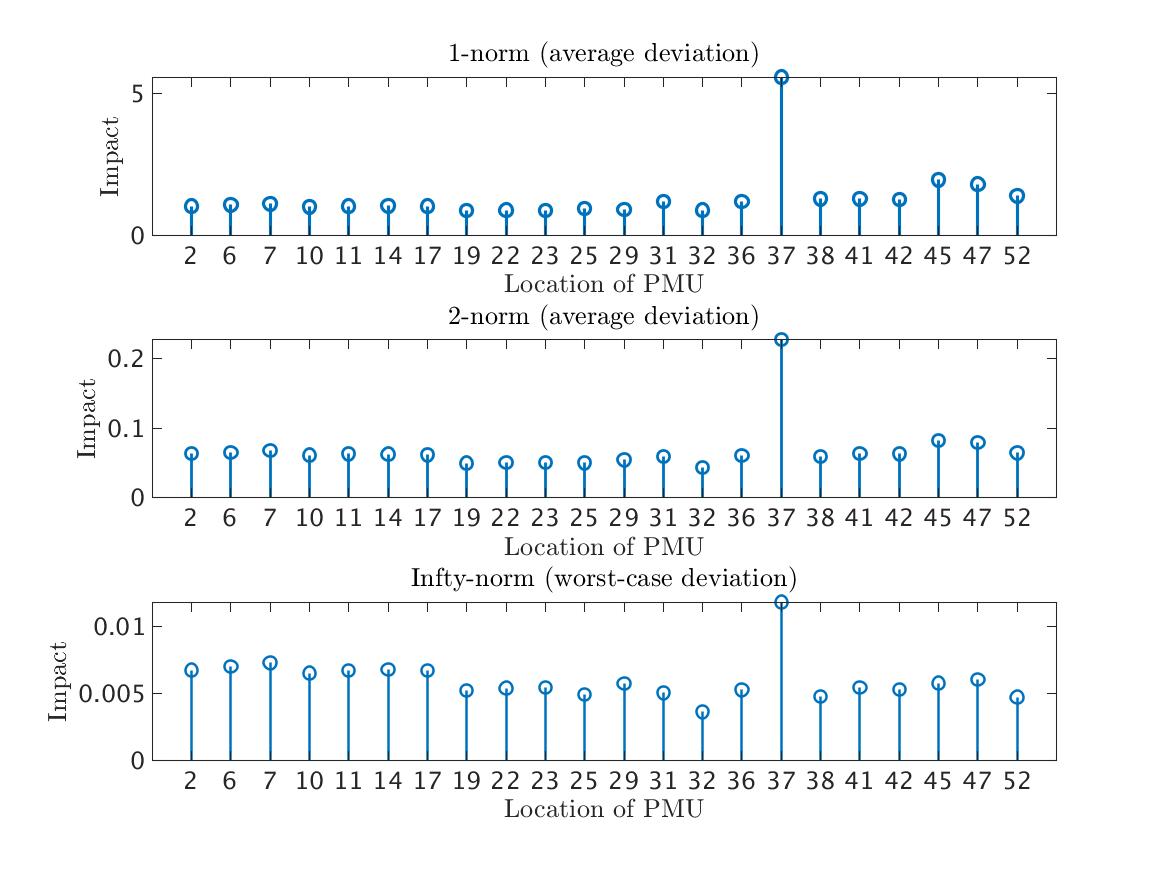 1-norm (average deviation)
Impact
5
0
2 6 7 10 11 14 17 19 22 23 25 29 31 32 36 37 38 41 42 45 47 52
Location of PMU
2-norm (average deviation)
Impact
0.2
0.1
0
2 6 7 10 11 14 17 19 22 23 25 29 31 32 36 37 38 41 42 45 47 52
Location of PMU
Infty-norm (worst-case deviation)
Impact
0.01
0.005
0
2 6 7 10 11 14 17 19 22 23 25 29 31 32 36 37 38 41 42 45 47 52
Location of PMU